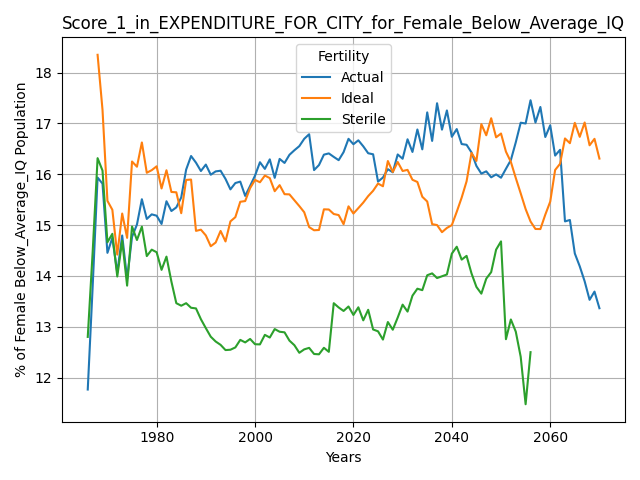 Score_1_in_EXPENDITURE_FOR_CITY_for_Female_Below_Average_IQ
Fertility
Actual
Ideal
Sterile
% of Female Below_Average_IQ Population
18
17
16
15
14
13
12
1980
2000
2020
2040
2060
Years